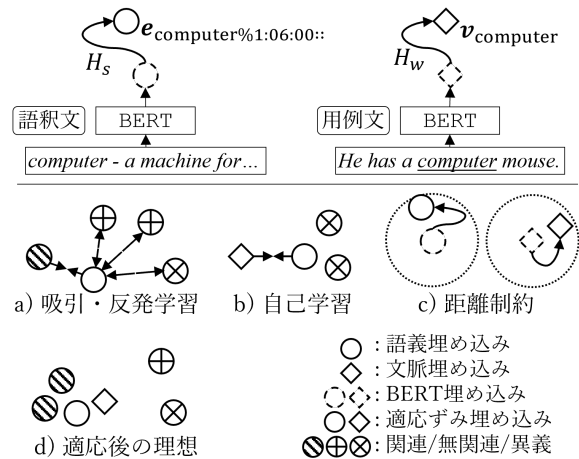 e computer%1:06:00::
v computer
H_s
H_w
語釈文 BERT
用例文 BERT
computer - a machine for…
He has a computer mouse.
a) 吸引・反発学習
b) 自己学習
c) 距離制約
d) 適応後の理想
: 語義埋め込み
: 文脈埋め込み
: BERT埋め込み
: 適応ずみ埋め込み
: 関連/無関連/異義